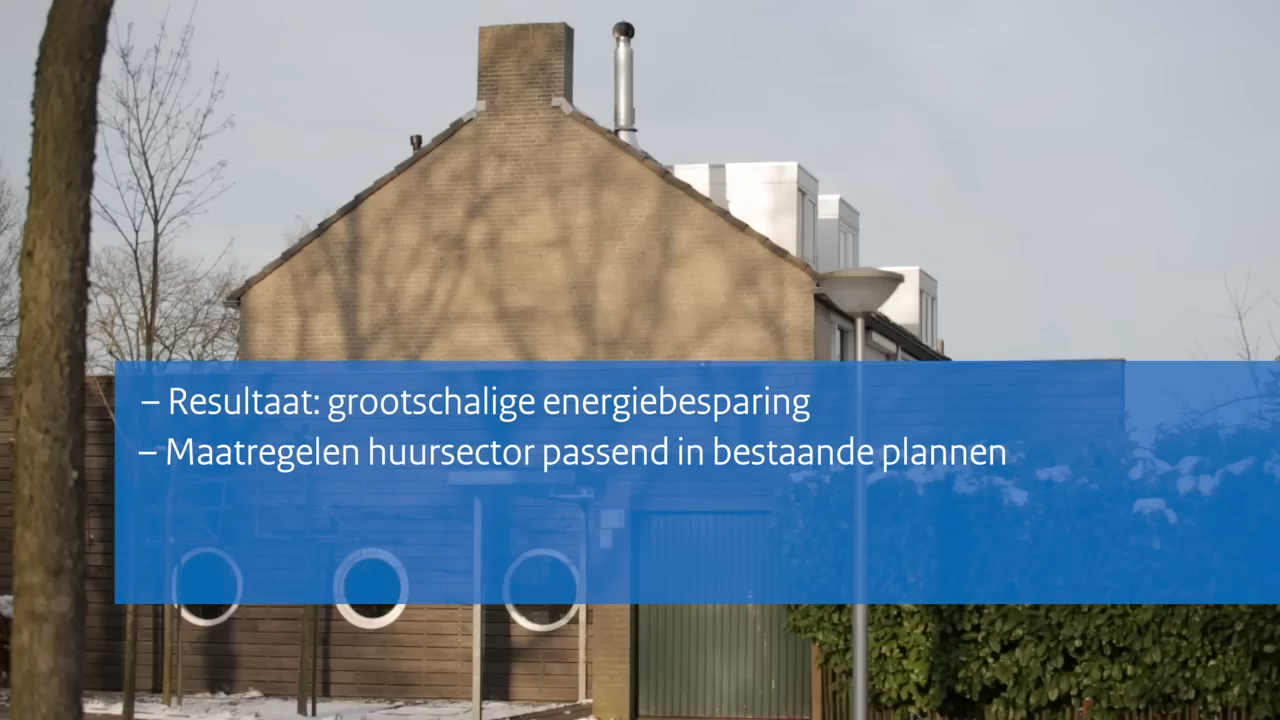 – Resultaat: grootschalige energiebesparing
– Maatregelen huursector passend in bestaande plannen